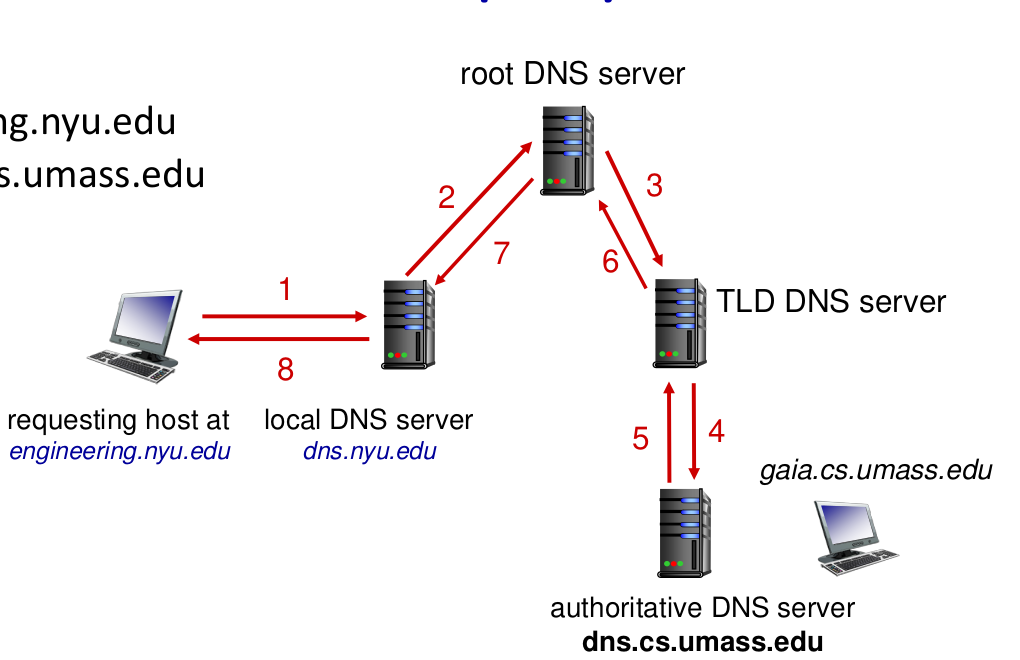 root DNS server
ng.nyu.edu
s.umass.edu
2
3
7
6
1
TLD DNS server
8
requesting host at
engineering.nyu.edu
local DNS server
dns.nyu.edu
5
4
gaia.cs.umass.edu
authoritative DNS server
dns.cs.umass.edu